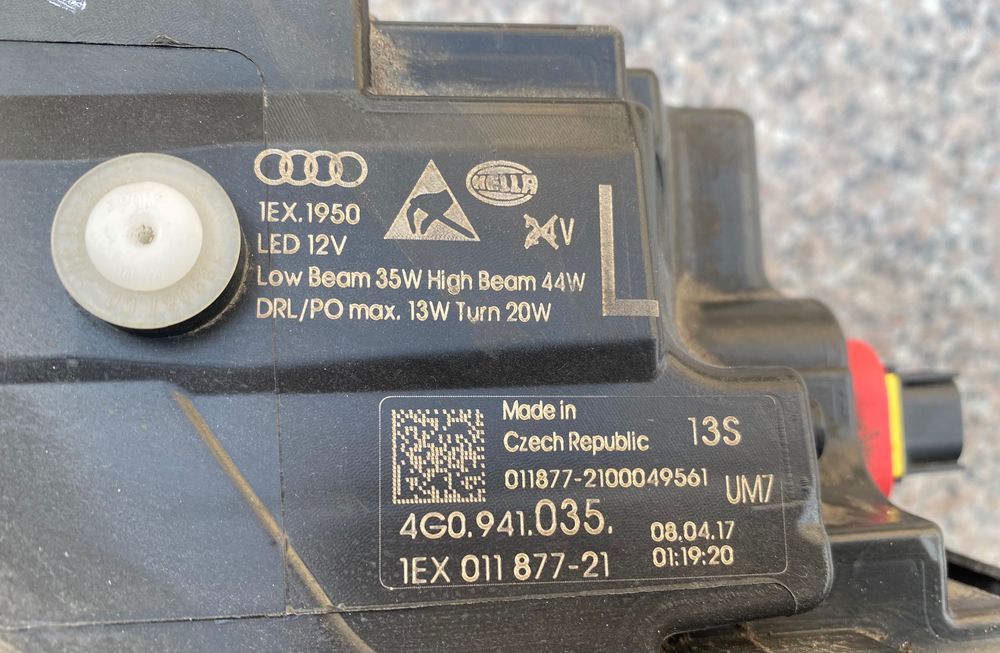 1EX.1950
HELLA
LED 12V
24V
Low Beam 35W High Beam 44W
DRL/PO max. 13W Turn 20W
L
Made in
Czech Republic
13S
011877-2100049561
UM7
4G0.941.035.
08.04.17
1EX 011 877-21
01:19:20